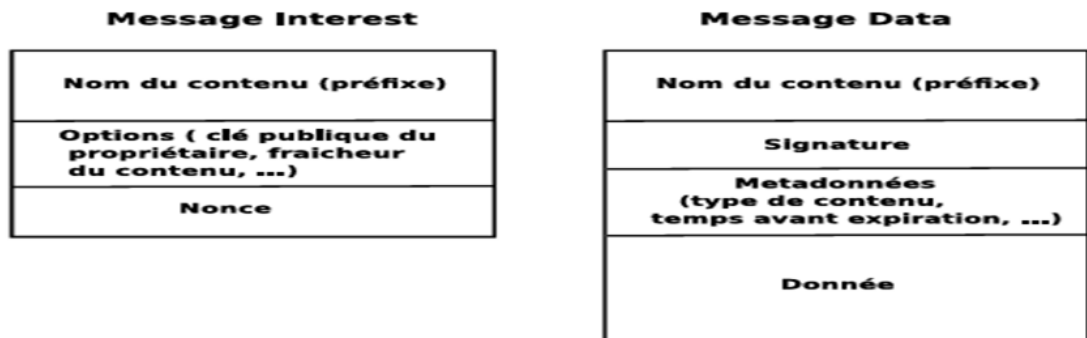 Message Interest
Nom du contenu (préfixe)
Options ( clé publique du
propriétaire, fraicheur
du contenu, ...)
Nonce
Message Data
Nom du contenu (préfixe)
Signature
Metadonnées
(type de contenu,
temps avant expiration, ...)
Donnée